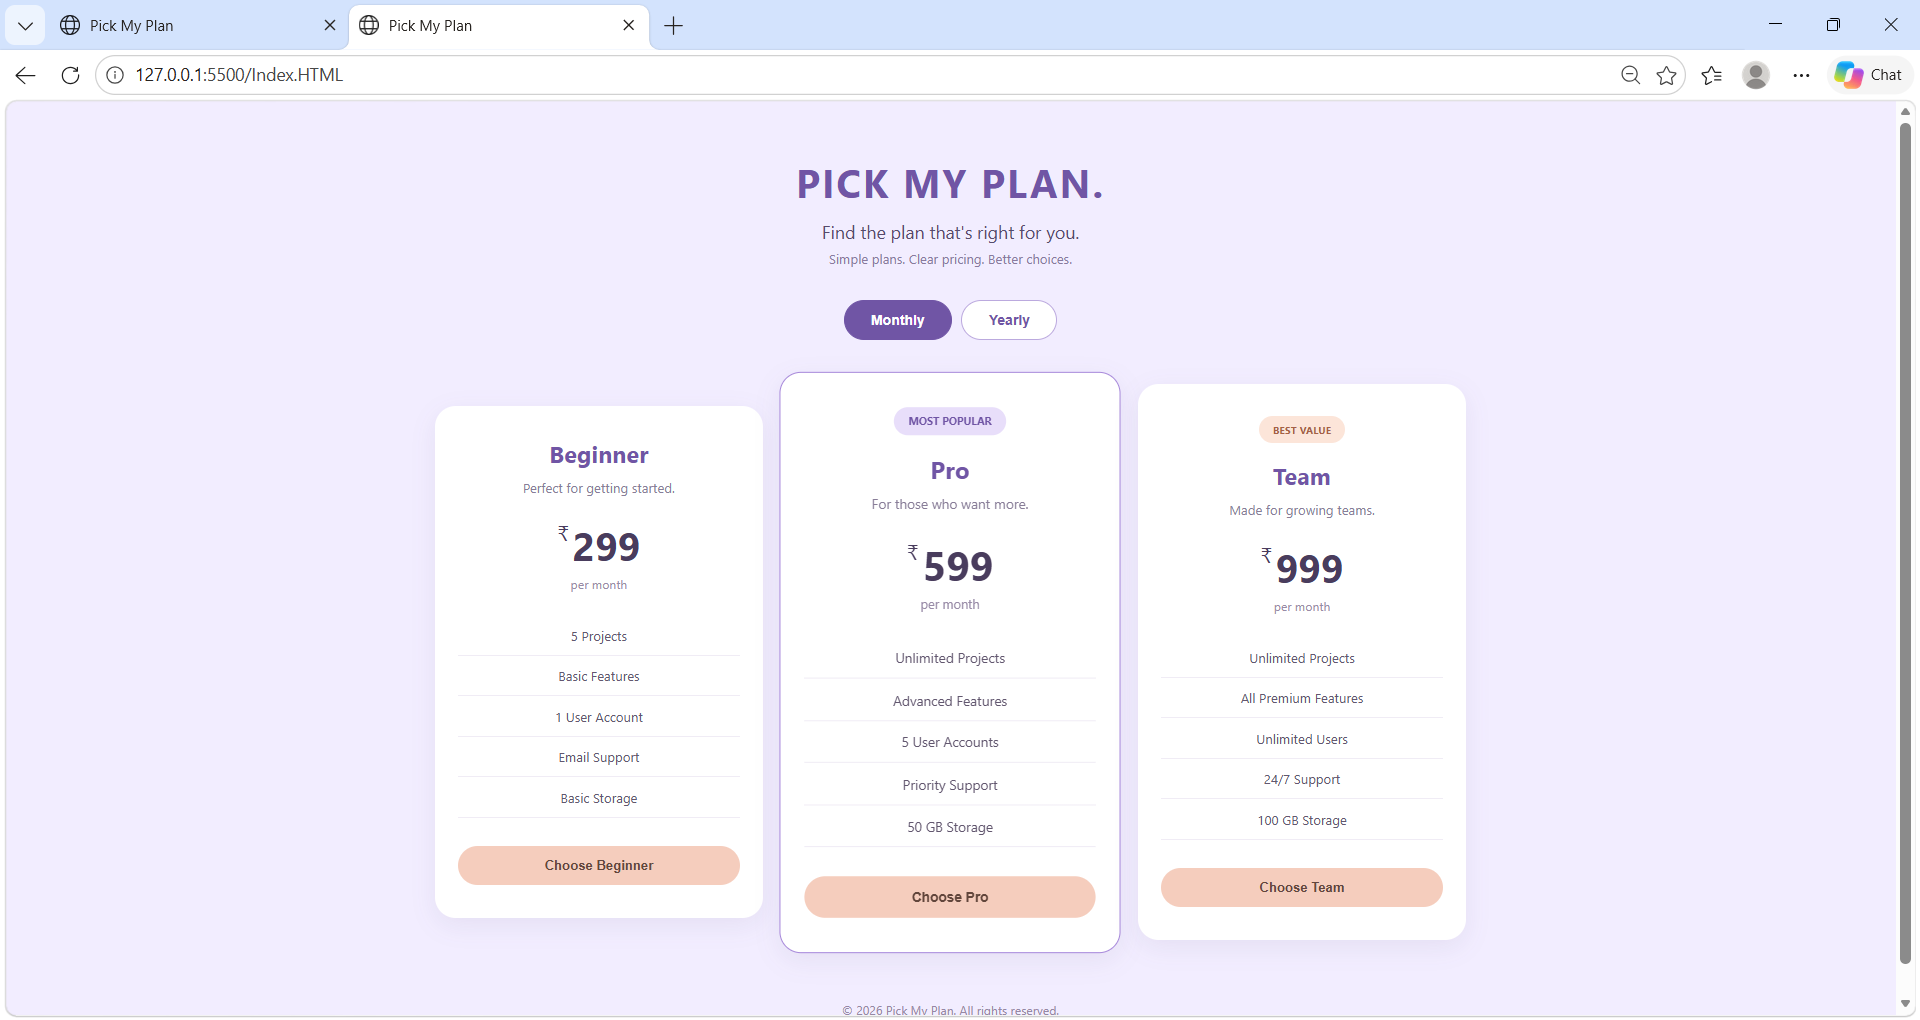 Pick My Plan
Pick My Plan
127.0.0.1:5500/Index.HTML
Chat
PICK MY PLAN.
Find the plan that's right for you.
Simple plans. Clear pricing. Better choices.
Monthly
Yearly
Beginner
Perfect for getting started.
₹299
per month
5 Projects
Basic Features
1 User Account
Email Support
Basic Storage
Choose Beginner
MOST POPULAR
Pro
For those who want more.
₹599
per month
Unlimited Projects
Advanced Features
5 User Accounts
Priority Support
50 GB Storage
Choose Pro
BEST VALUE
Team
Made for growing teams.
₹999
per month
Unlimited Projects
All Premium Features
Unlimited Users
24/7 Support
100 GB Storage
Choose Team
© 2026 Pick My Plan. All rights reserved.